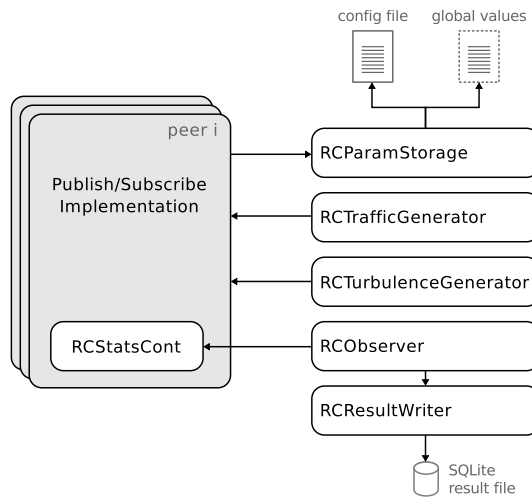 config file
global values
peer i
RCParamStorage
Publish/Subscribe
Implementation
RCTrafficGenerator
RCTurbulenceGenerator
RCStatsCont
RCObserver
RCResultWriter
SQLite
result file